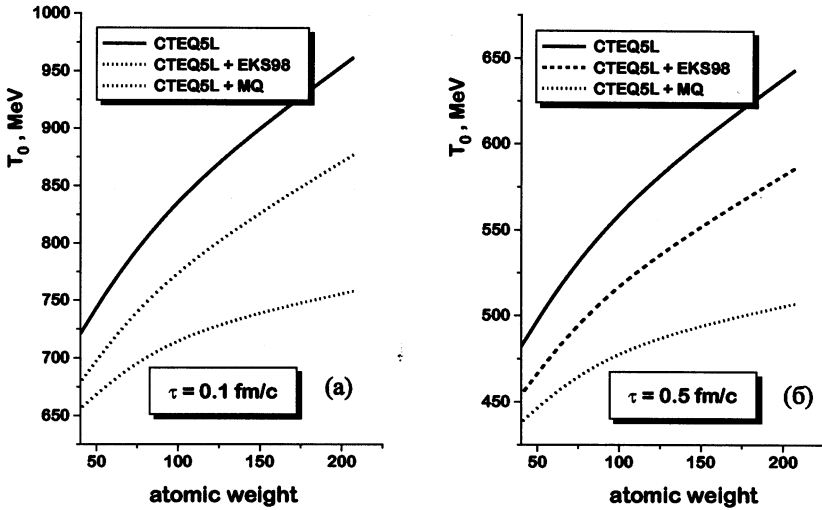 CTEQ5L
CTEQ5L + EKS98
CTEQ5L + MQ
T₀ , MeV
1000
950
900
850
800
750
700
650
τ = 0.1 fm/c
(а)
50
100
150
200
atomic weight
CTEQ5L
CTEQ5L + EKS98
CTEQ5L + MQ
T₀ , MeV
650
600
550
500
450
τ = 0.5 fm/c
(б)
50
100
150
200
atomic weight